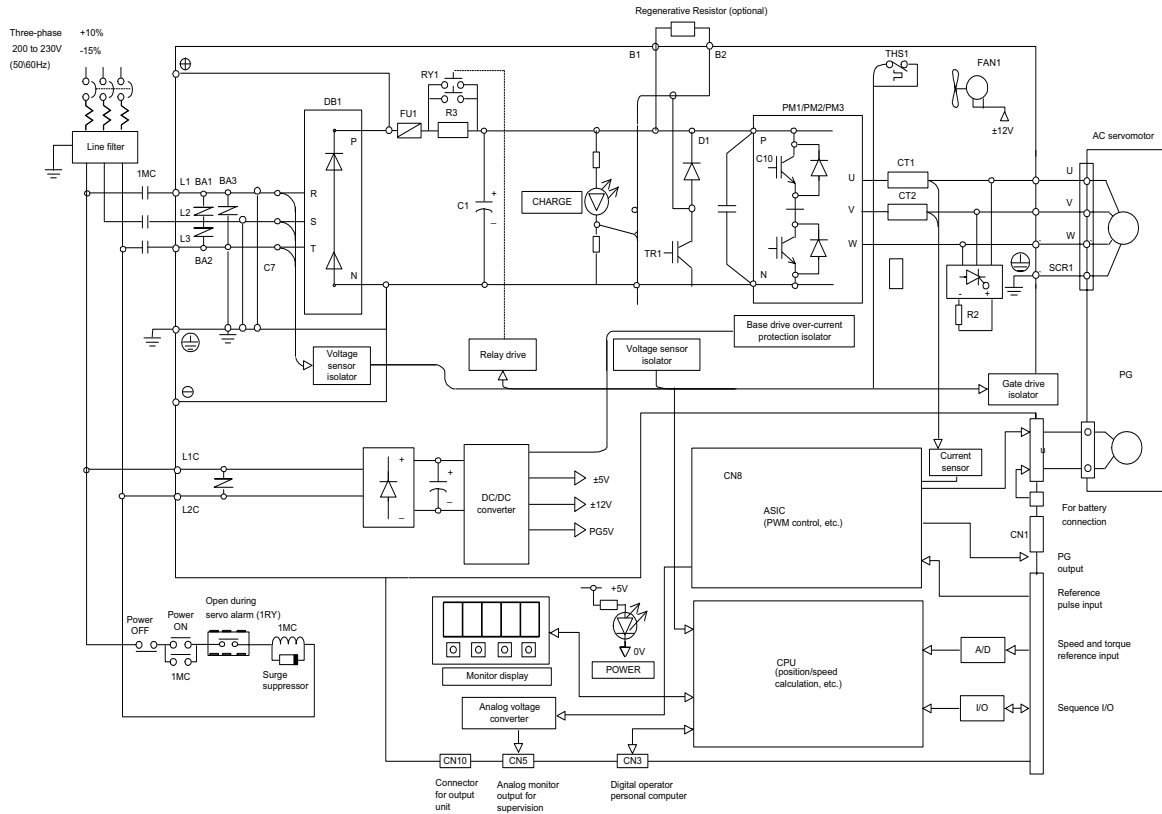 Regenerative Resistor (optional)
Three-phase +10%
200 to 230V -15%
(50\60Hz)
B1
B2
THS1
FAN1
±12V
RY1
DB1
FU1
R3
PM1/PM2/PM3
AC servomotor
P
D1
P
C10
CT1
U
U
Line filter
1MC
L1
BA1
BA3
R
CHARGE
C1
+
–
CT2
V
V
L2
S
W
W
L3
T
TR1
BA2
C7
N
N
SCR1
-
+
R2
Voltage
sensor
isolator
Relay drive
Voltage sensor
isolator
Base drive over-current
protection isolator
Gate drive
isolator
PG
L1C
L2C
+
–
+
–
DC/DC
converter
±5V
±12V
PG5V
CN8
ASIC
(PWM control, etc.)
Current
sensor
u
For battery
connection
CN1
PG
output
Reference
pulse input
Power
OFF
Power
ON
Open during
servo alarm (1RY)
1MC
1MC
Surge
suppressor
+5V
0V
POWER
Monitor display
CPU
(position/speed
calculation, etc.)
A/D
Speed and torque
reference input
I/O
Sequence I/O
Analog voltage
converter
CN10
CN5
CN3
Connector
for output
unit
Analog monitor
output for
supervision
Digital operator
personal computer